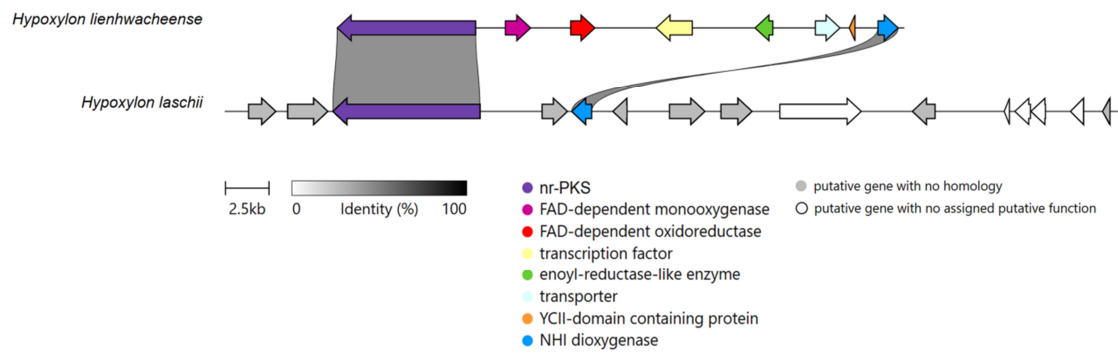 Hypoxylon lienhwacheense
Hypoxylon laschii
2.5kb
0 Identity (%) 100
nr-PKS
FAD-dependent monooxygenase
FAD-dependent oxidoreductase
transcription factor
enoyl-reductase-like enzyme
transporter
YCII-domain containing protein
NHI dioxygenase
putative gene with no homology
putative gene with no assigned putative function